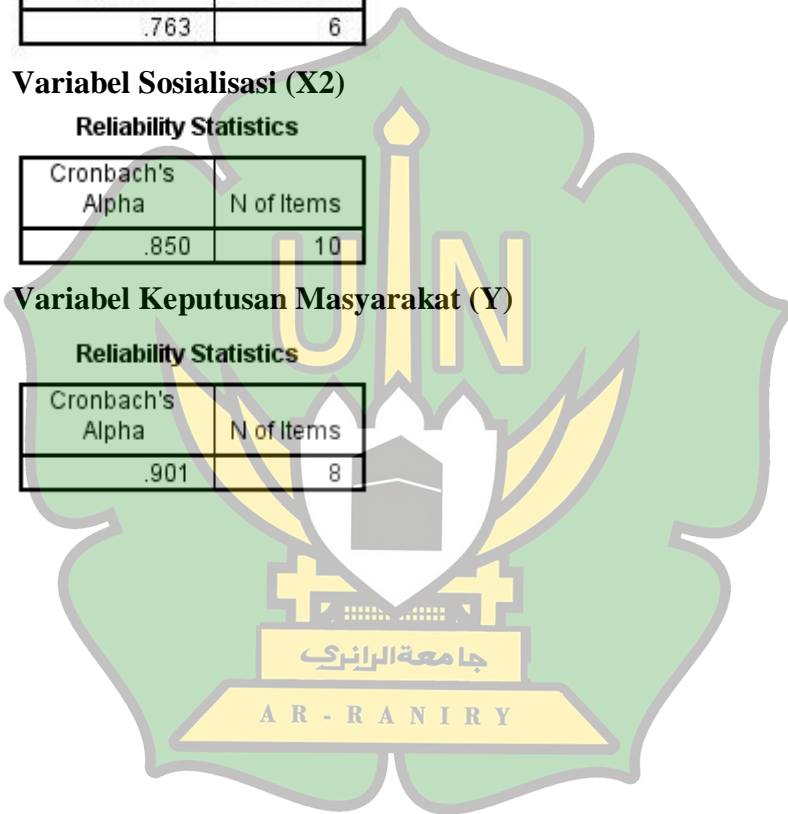 .763 6
Variabel Sosialisasi (X2)
Reliability Statistics
Cronbach's
Alpha N of Items
.850 10
Variabel Keputusan Masyarakat (Y)
Reliability Statistics
Cronbach's
Alpha N of Items
.901 8
UIN
جامعةالرانري
AR-RANIRY